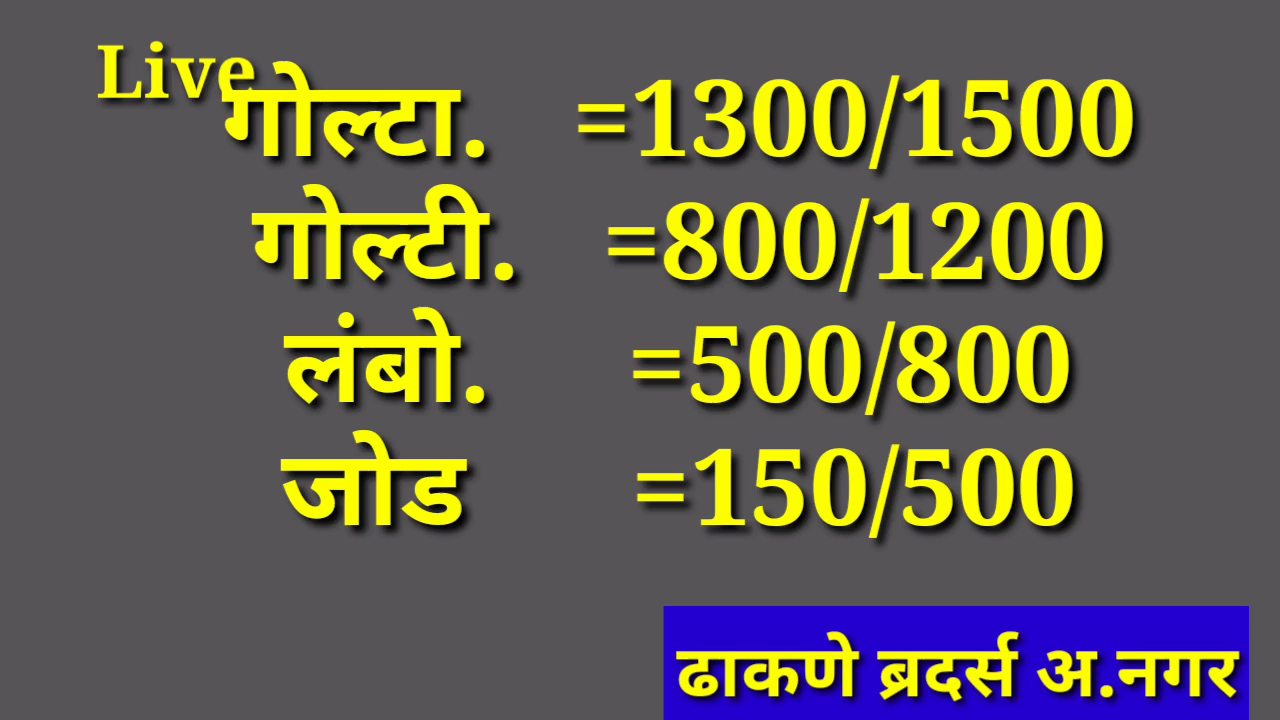 Live
गोल्टा. =1300/1500
गोल्टी. =800/1200
लंबो. =500/800
जोड =150/500
ढाकणे ब्रदर्स अ.नगर